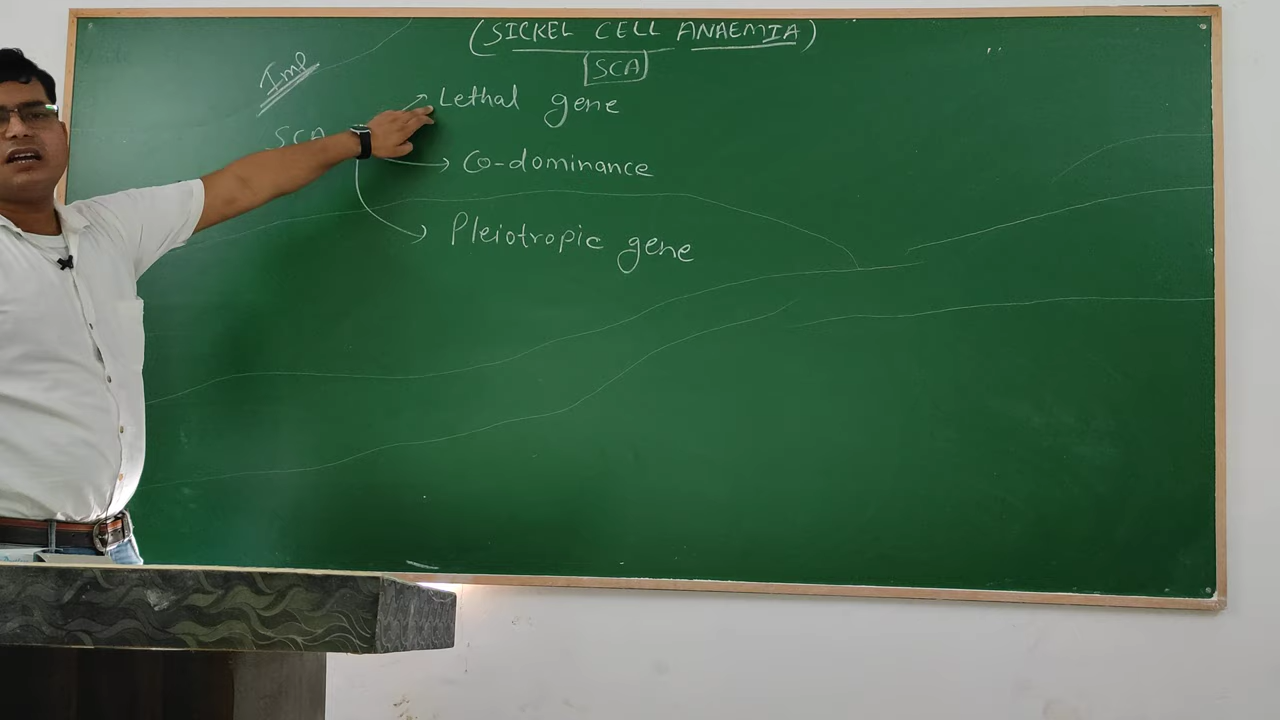 (SICKEL CELL ANAEMIA)
SCA
Imp
Lethal gene
SCA
Co-dominance
Pleiotropic gene